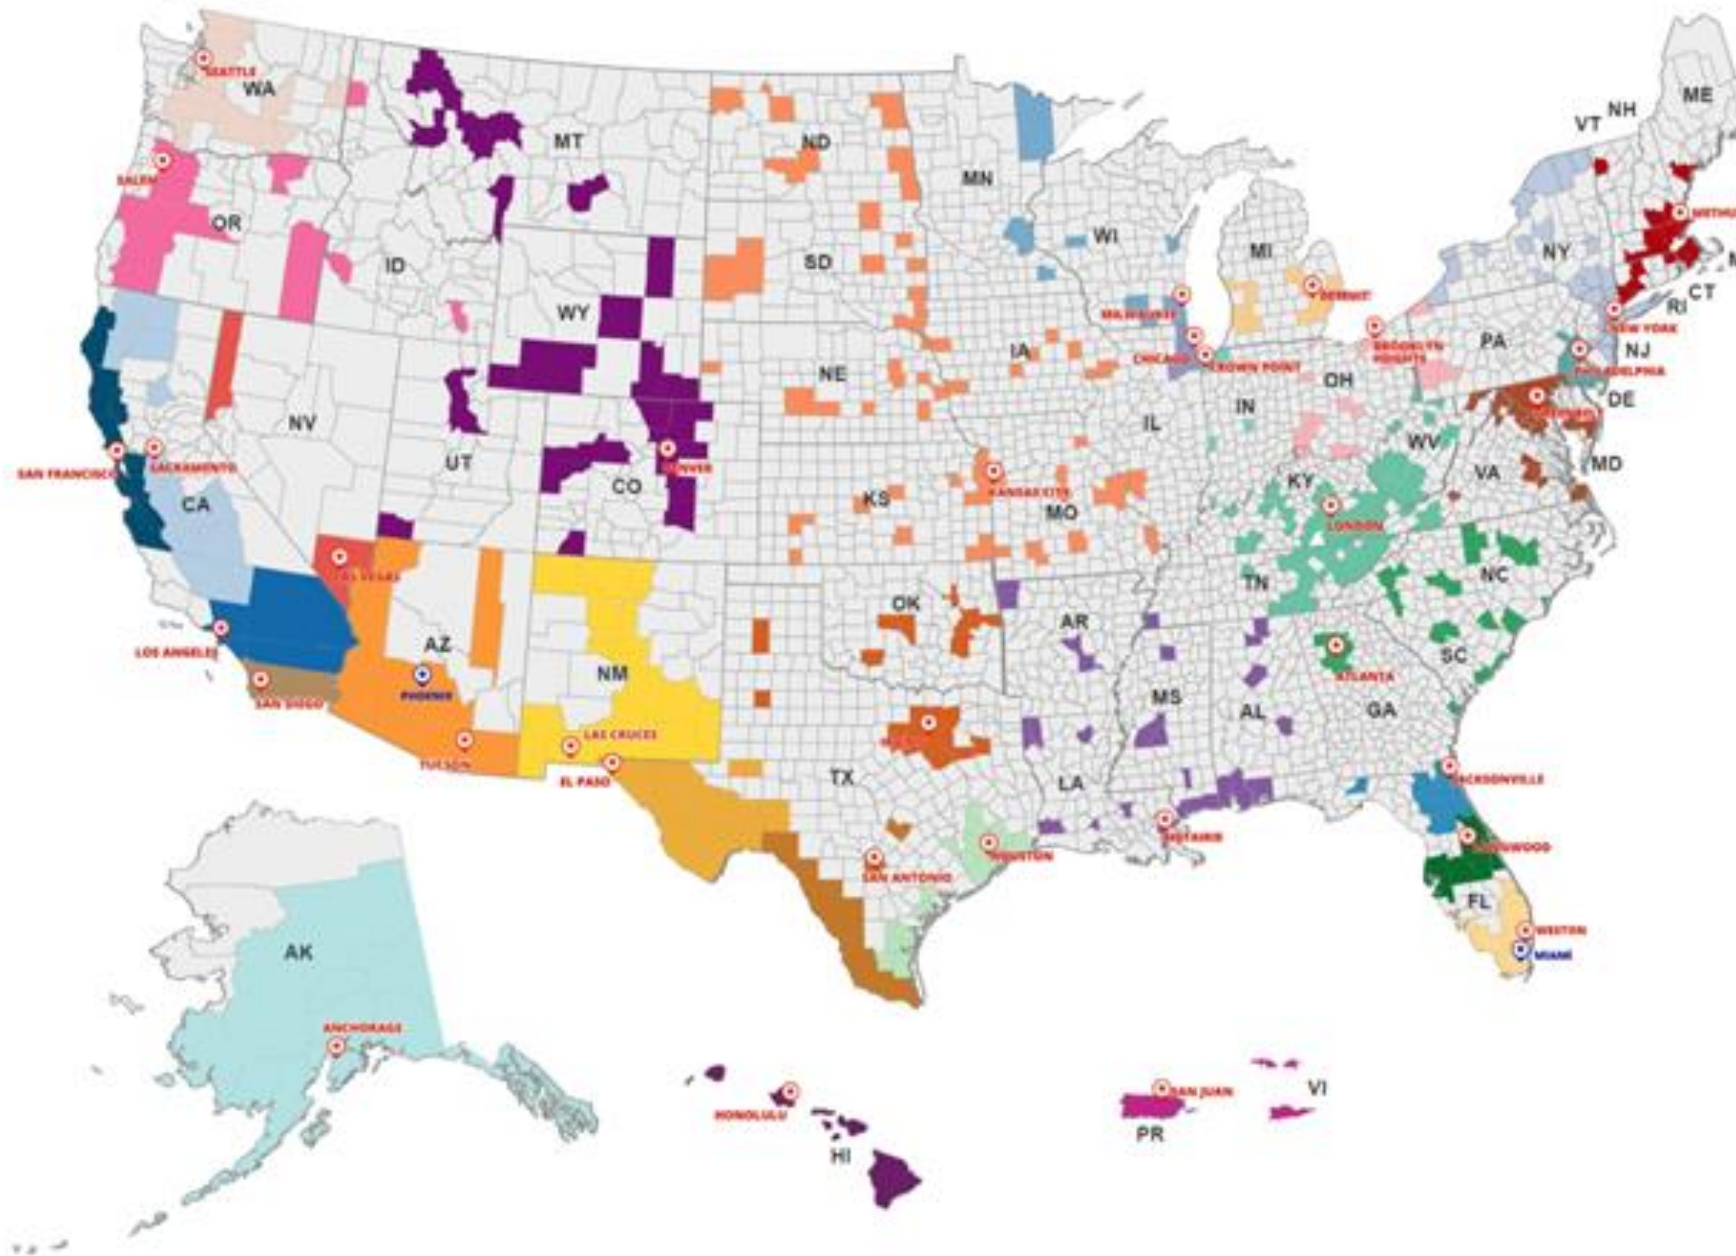 SEATTLE
WA
SALEM
OR
MT
ID
WY
ND
SD
MN
WI
MI
VT
NH
ME
NY
CT
RI
NEW YORK
NJ
PA
DETROIT
MILWAUKEE
CHICAGO
CROWN POINT
BROOKLYN
HEIGHTS
PHILADELPHIA
DE
MD
OH
IN
IL
IA
NE
NV
UT
CO
DENVER
SAN FRANCISCO
SACRAMENTO
CA
KS
KANSAS CITY
MO
KY
LONDON
WV
VA
TN
NC
SC
LAS VEGAS
LOS ANGELES
SAN DIEGO
AZ
PHOENIX
TUCSON
NM
LAS CRUCES
EL PASO
OK
AR
MS
AL
GA
ATLANTA
TX
LA
SAN ANTONIO
HOUSTON
METAIRIE
JACKSONVILLE
FL
WESTON
MIAMI
AK
ANCHORAGE
HONOLULU
HI
SAN JUAN
PR
VI